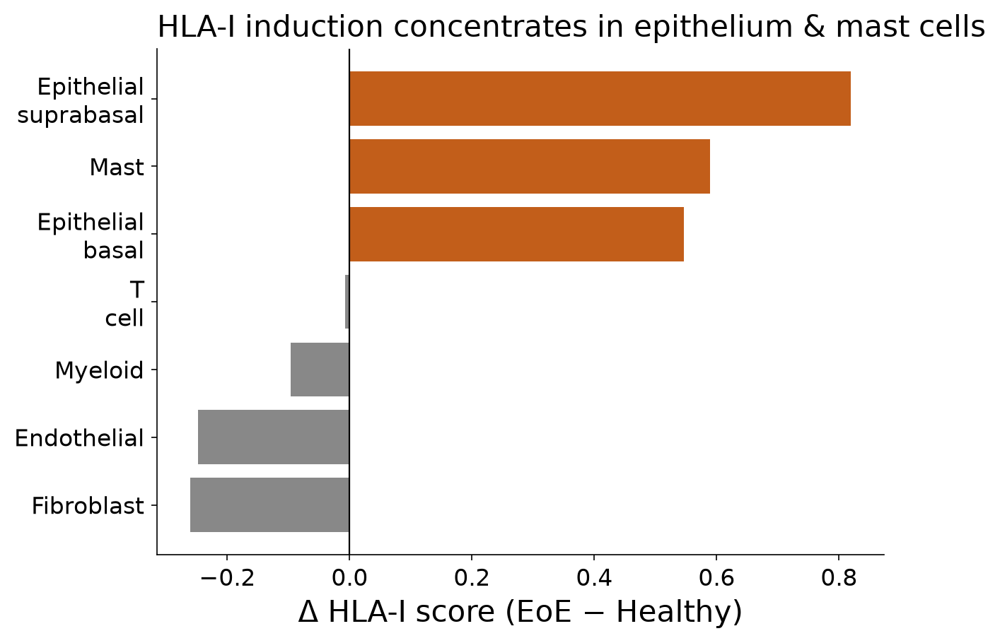 HLA-I induction concentrates in epithelium & mast cells
Epithelial
suprabasal
Mast
Epithelial
basal
T
cell
Myeloid
Endothelial
Fibroblast
−0.2 0.0 0.2 0.4 0.6 0.8
Δ HLA-I score (EoE − Healthy)